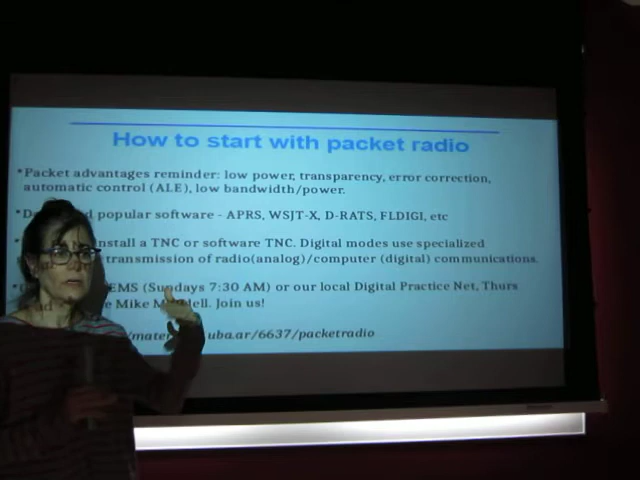 How to start with packet radio
*Packet advantages reminder: low power, transparency, error correction,
automatic control (ALE), low bandwidth/power.
popular software - APRS, WSJT-X, D-RATS, FLDIGI, etc
install a TNC or software TNC. Digital modes use specialized
transmission of radio(analog)/computer (digital) communications.
EMS (Sundays 7:30 AM) or our local Digital Practice Net, Thurs
Mike Join us!
uba.ar/6637/packetradio